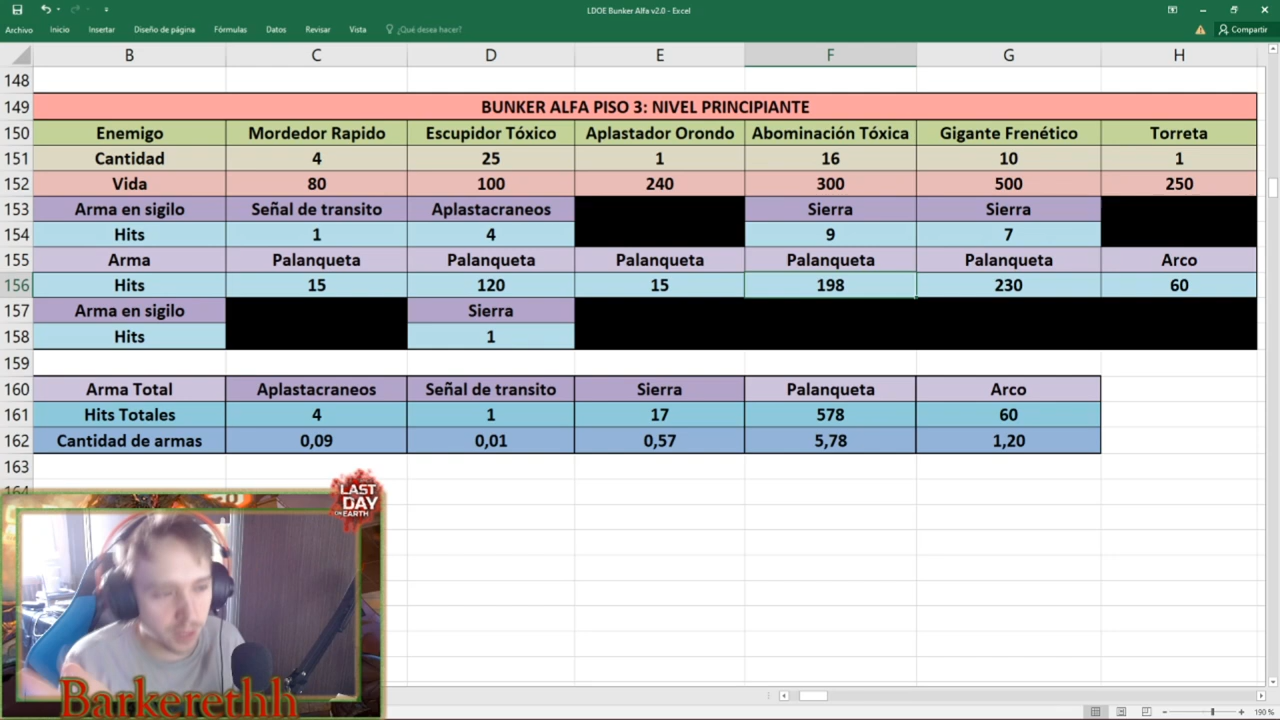 LDOE Bunker Alfa v2.0 - Excel
Archivo Inicio Insertar Diseño de página Fórmulas Datos Revisar Vista ¿Qué desea hacer? Compartir
B C D E F G H
148
149 BUNKER ALFA PISO 3: NIVEL PRINCIPIANTE
150 Enemigo Mordedor Rapido Escupidor Tóxico Aplastador Orondo Abominación Tóxica Gigante Frenético Torreta
151 Cantidad 4 25 1 16 10 1
152 Vida 80 100 240 300 500 250
153 Arma en sigilo Señal de transito Aplastacraneos Sierra Sierra
154 Hits 1 4 9 7
155 Arma Palanqueta Palanqueta Palanqueta Palanqueta Palanqueta Arco
156 Hits 15 120 15 198 230 60
157 Arma en sigilo Sierra
158 Hits 1
159
160 Arma Total Aplastacraneos Señal de transito Sierra Palanqueta Arco
161 Hits Totales 4 1 17 578 60
162 Cantidad de armas 0,09 0,01 0,57 5,78 1,20
163
LAST
DAY
ON EARTH
Barkerethh
190 %